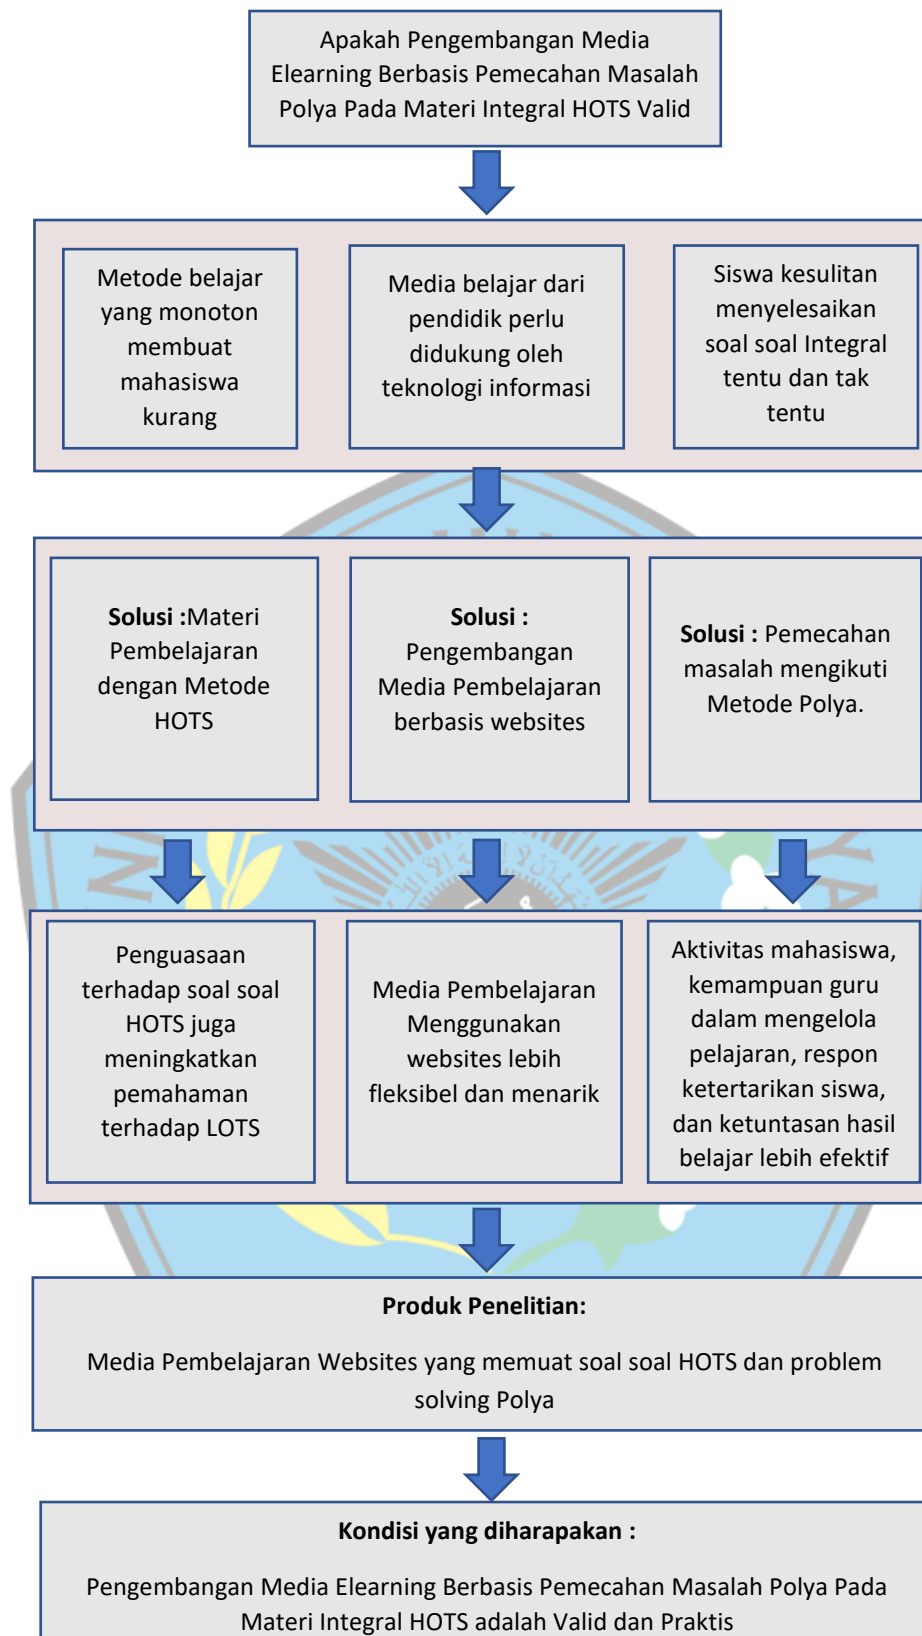 Apakah Pengembangan Media
Elearning Berbasis Pemecahan Masalah
Polya Pada Materi Integral HOTS Valid
Metode belajar
yang monoton
membuat
mahasiswa
kurang
Media belajar dari
pendidik perlu
didukung oleh
teknologi informasi
Siswa kesulitan
menyelesaikan
soal soal Integral
tentu dan tak
tentu
Solusi :Materi
Pembelajaran
dengan Metode
HOTS
Solusi :
Pengembangan
Media Pembelajaran
berbasis websites
Solusi : Pemecahan
masalah mengikuti
Metode Polya.
Penguasaan
terhadap soal soal
HOTS juga
meningkatkan
pemahaman
terhadap LOTS
Media Pembelajaran
Menggunakan
websites lebih
fleksibel dan menarik
Aktivitas mahasiswa,
kemampuan guru
dalam mengelola
pelajaran, respon
ketertarikan siswa,
dan ketuntasan hasil
belajar lebih efektif
Produk Penelitian:
Media Pembelajaran Websites yang memuat soal soal HOTS dan problem
solving Polya
Kondisi yang diharapakan :
Pengembangan Media Elearning Berbasis Pemecahan Masalah Polya Pada
Materi Integral HOTS adalah Valid dan Praktis